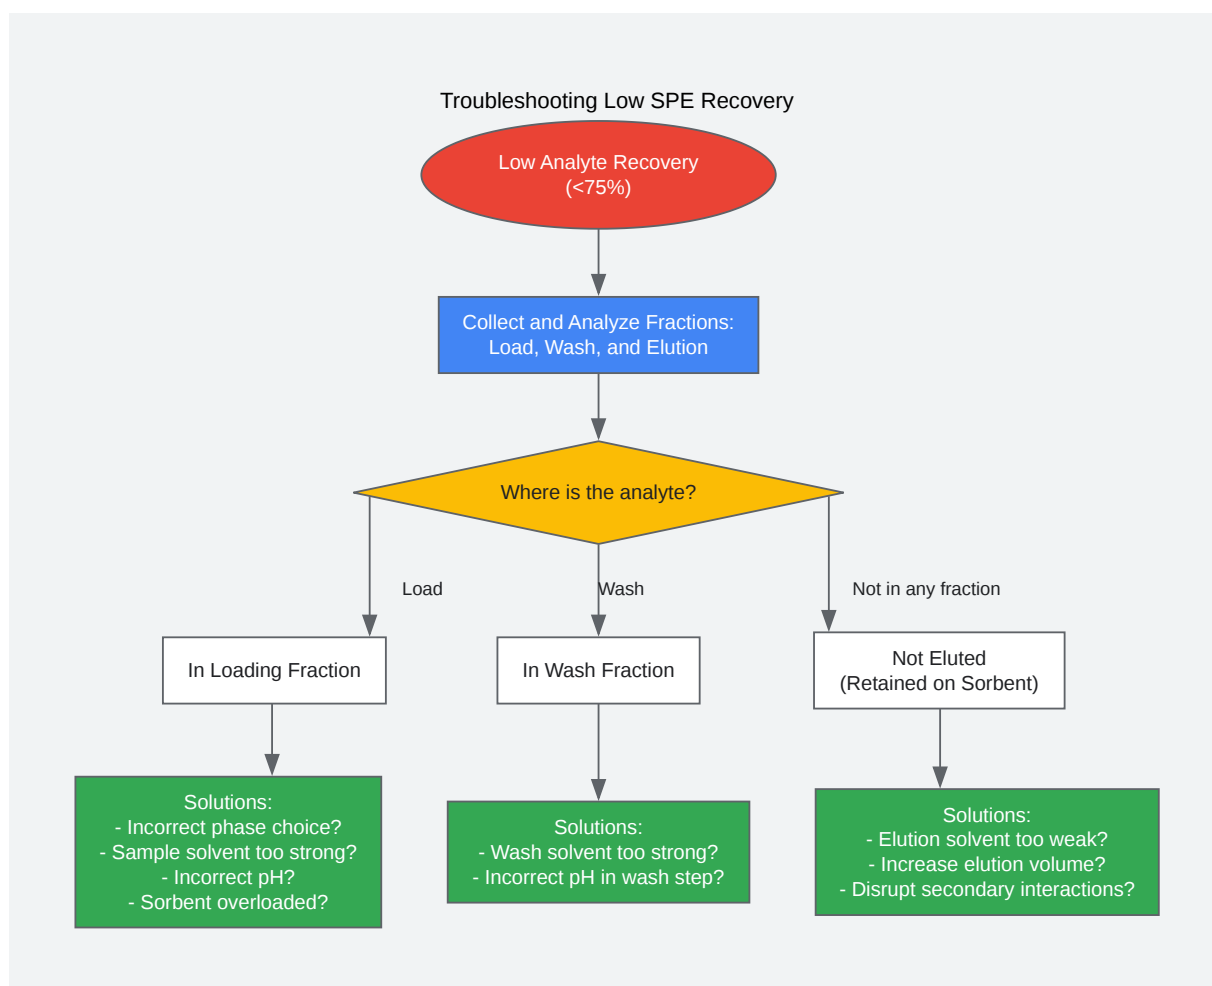 Troubleshooting Low SPE Recovery
Low Analyte Recovery
(<75%)
Collect and Analyze Fractions:
Load, Wash, and Elution
Where is the analyte?
Load
Wash
Not in any fraction
In Loading Fraction
In Wash Fraction
Not Eluted
(Retained on Sorbent)
Solutions:
- Incorrect phase choice?
- Sample solvent too strong?
- Incorrect pH?
- Sorbent overloaded?
Solutions:
- Wash solvent too strong?
- Incorrect pH in wash step?
Solutions:
- Elution solvent too weak?
- Increase elution volume?
- Disrupt secondary interactions?